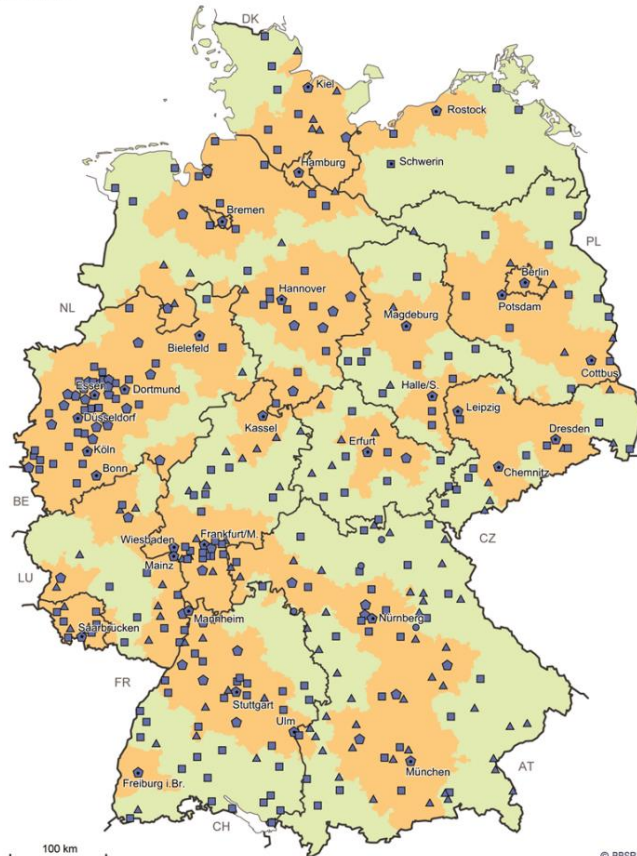 DK
Kiel
Rostock
Hamburg
Schwerin
Bremen
PL
Berlin
NL
Hannover
Potsdam
Magdeburg
Bielefeld
Cottbus
Essen
Dortmund
Halle/S.
Leipzig
Düsseldorf
Kassel
Dresden
Erfurt
Köln
Bonn
Chemnitz
BE
Wiesbaden
Frankfurt/M.
CZ
Mainz
LU
Mannheim
Nürnberg
Saarbrücken
FR
Stuttgart
Ulm
München
AT
Freiburg i.Br.
CH
100 km
© BBSR